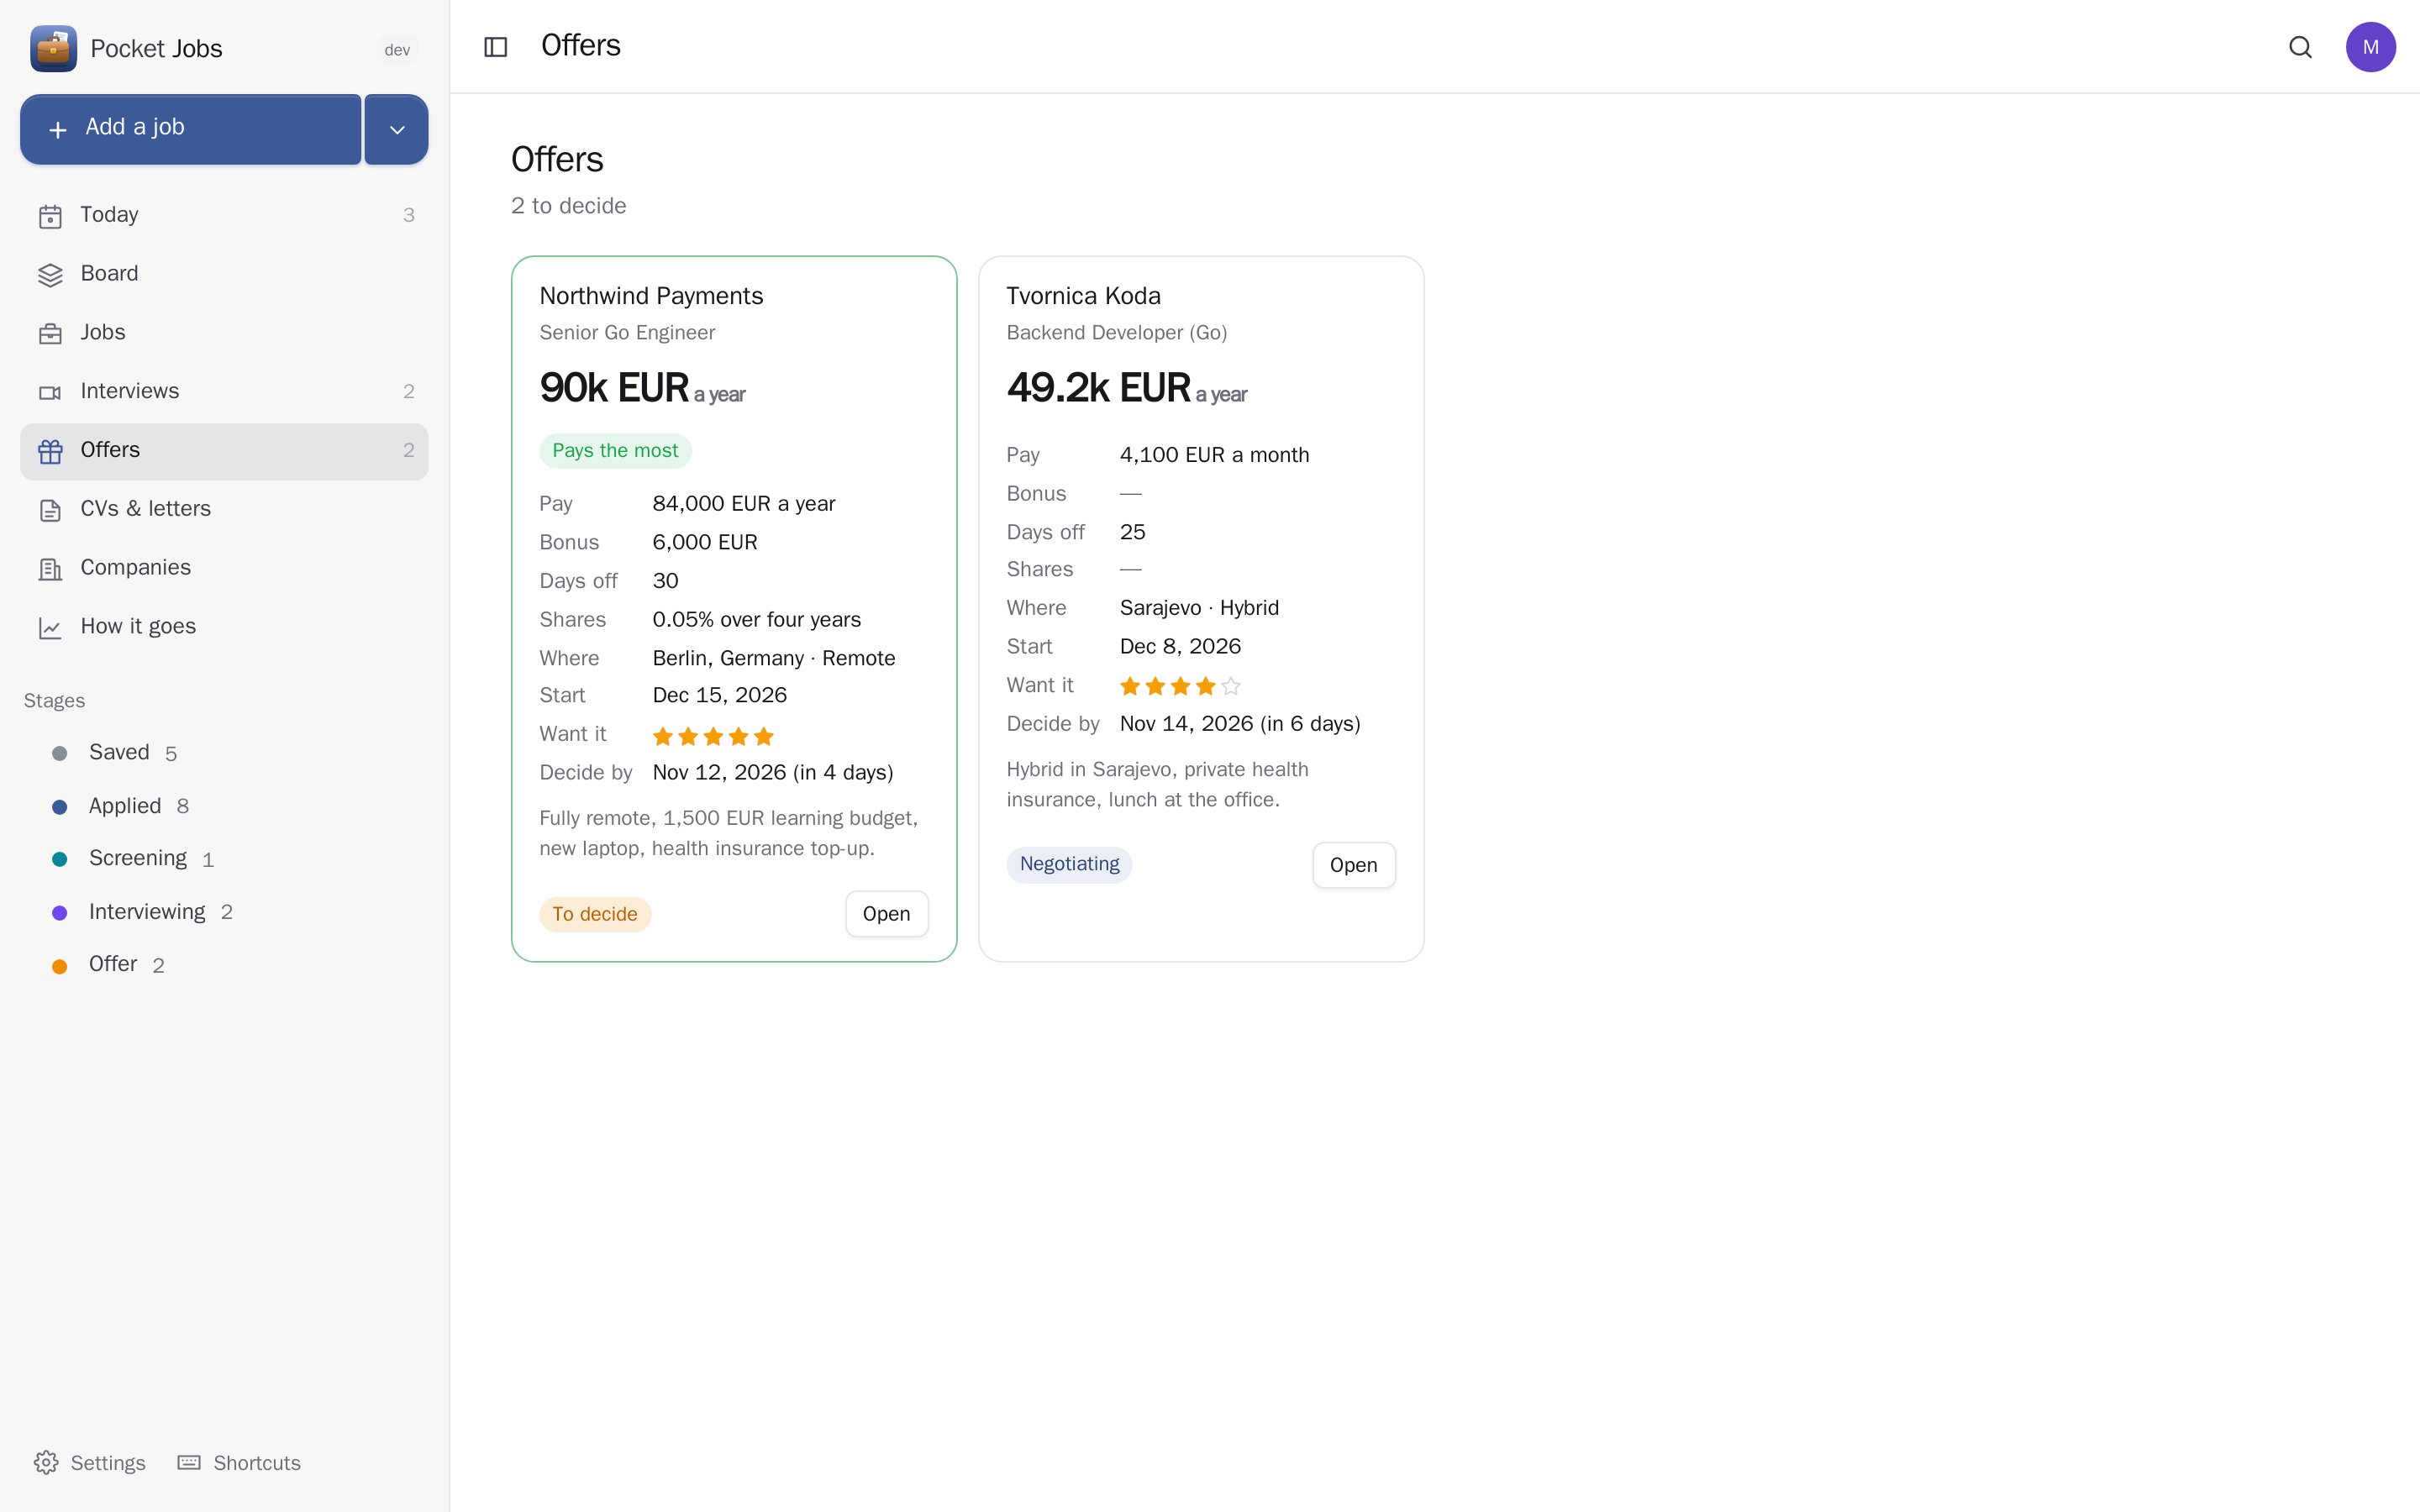 Pocket Jobs
dev
Add a job
Today 3
Board
Jobs
Interviews 2
Offers 2
CVs & letters
Companies
How it goes
Stages
Saved 5
Applied 8
Screening 1
Interviewing 2
Offer 2
Settings
Shortcuts
Offers
M
Offers
2 to decide
Northwind Payments
Senior Go Engineer
90k EUR a year
Pays the most
Pay 84,000 EUR a year
Bonus 6,000 EUR
Days off 30
Shares 0.05% over four years
Where Berlin, Germany · Remote
Start Dec 15, 2026
Want it
Decide by Nov 12, 2026 (in 4 days)
Fully remote, 1,500 EUR learning budget,
new laptop, health insurance top-up.
To decide
Open
Tvornica Koda
Backend Developer (Go)
49.2k EUR a year
Pay 4,100 EUR a month
Bonus —
Days off 25
Shares —
Where Sarajevo · Hybrid
Start Dec 8, 2026
Want it
Decide by Nov 14, 2026 (in 6 days)
Hybrid in Sarajevo, private health
insurance, lunch at the office.
Negotiating
Open